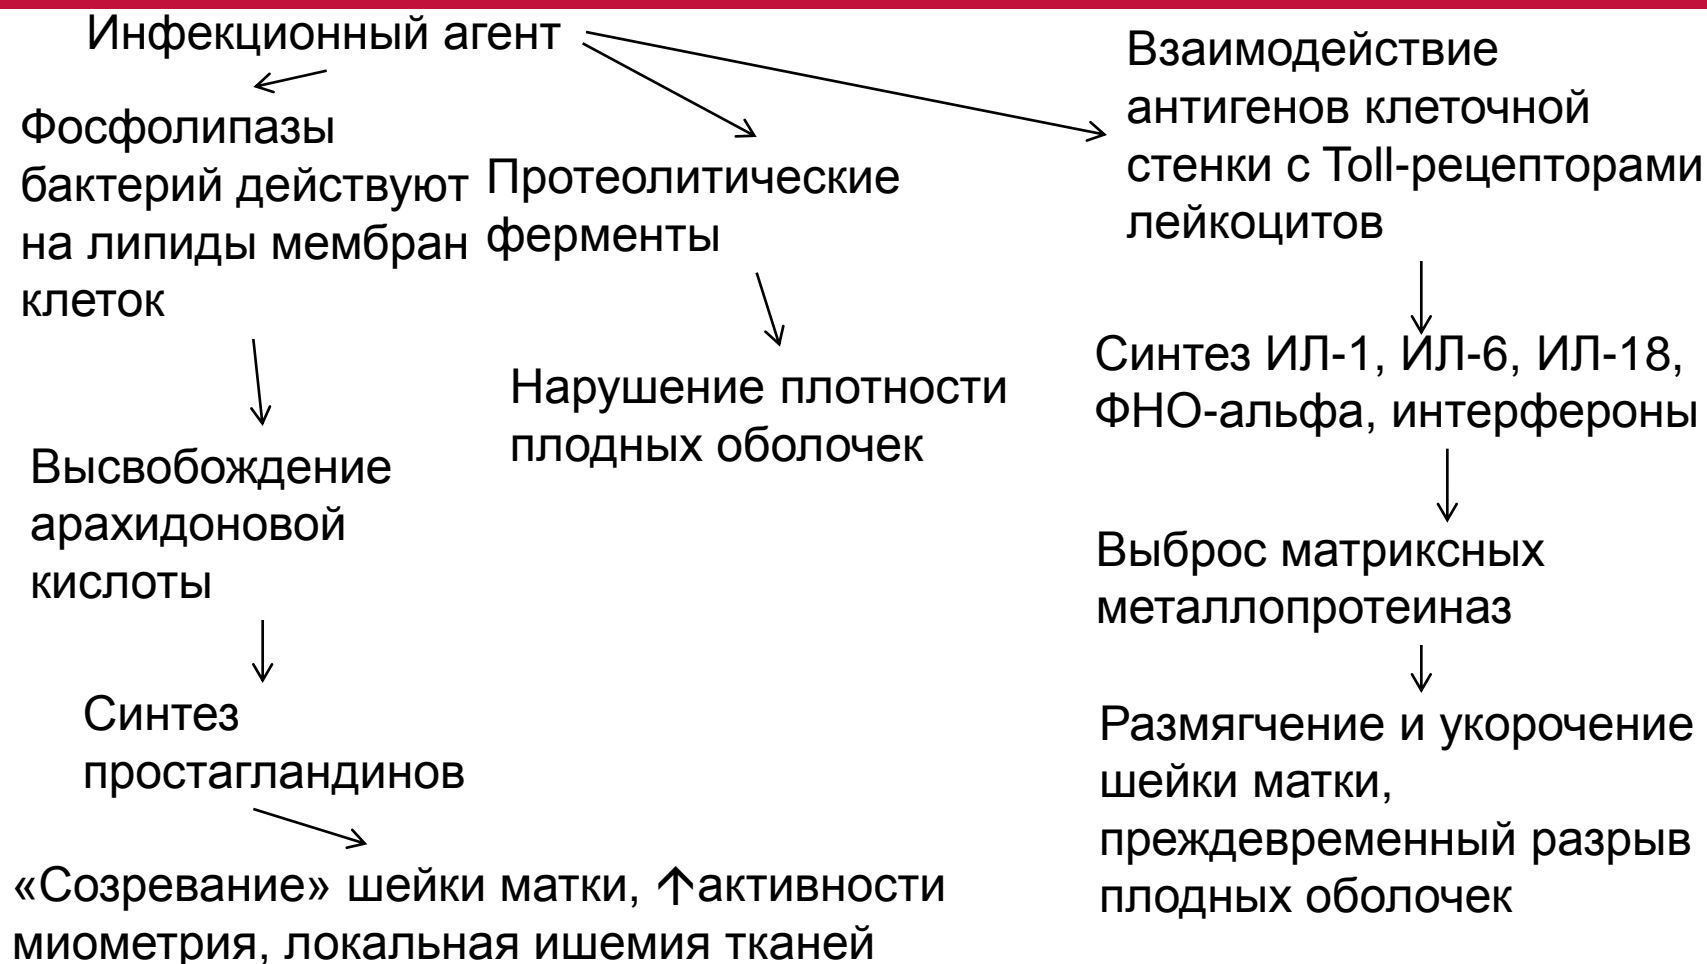 Инфекционный агент
Фосфолипазы
бактерий действуют
на липиды мембран
клеток
Высвобождение
арахидоновой
кислоты
Синтез
простагландинов
«Созревание» шейки матки, ↑активности
миометрия, локальная ишемия тканей
Протеолитические
ферменты
Нарушение плотности
плодных оболочек
Взаимодействие
антигенов клеточной
стенки с Toll-рецепторами
лейкоцитов
Синтез ИЛ-1, ИЛ-6, ИЛ-18,
ФНО-альфа, интерфероны
Выброс матриксных
металлопротеиназ
Размягчение и укорочение
шейки матки,
преждевременный разрыв
плодных оболочек